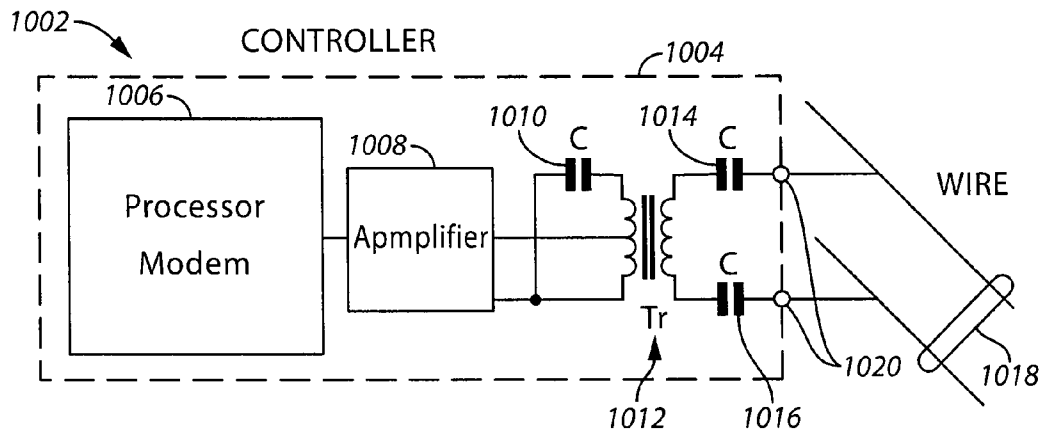 1002
CONTROLLER
1004
1006
1008
1010
1014
C
C
Processor
Modem
Apmplifier
WIRE
C
Tr
1012
1016
1020
1018